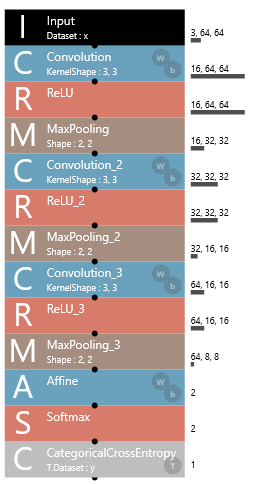 I Input
Dataset : x
3, 64, 64
C Convolution W
KernelShape : 3, 3 b
16, 64, 64
R ReLU
16, 64, 64
M MaxPooling
Shape : 2, 2
16, 32, 32
C Convolution_2 W
KernelShape : 3, 3 b
32, 32, 32
R ReLU_2
32, 32, 32
M MaxPooling_2
Shape : 2, 2
32, 16, 16
C Convolution_3 W
KernelShape : 3, 3 b
64, 16, 16
R ReLU_3
64, 16, 16
M MaxPooling_3
Shape : 2, 2
64, 8, 8
A Affine W
b
2
S Softmax
2
C CategoricalCrossEntropy
T.Dataset : y T
1